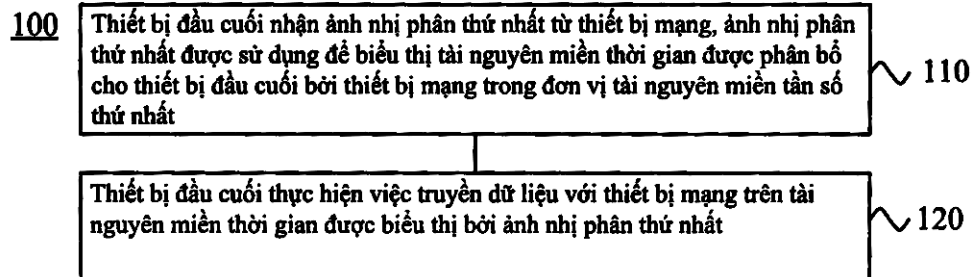 100
Thiết bị đầu cuối nhận ảnh nhị phân thứ nhất từ thiết bị mạng, ảnh nhị phân
thứ nhất được sử dụng để biểu thị tài nguyên miền thời gian được phân bổ
cho thiết bị đầu cuối bởi thiết bị mạng trong đơn vị tài nguyên miền tần số
thứ nhất
110
Thiết bị đầu cuối thực hiện việc truyền dữ liệu với thiết bị mạng trên tài
nguyên miền thời gian được biểu thị bởi ảnh nhị phân thứ nhất
120